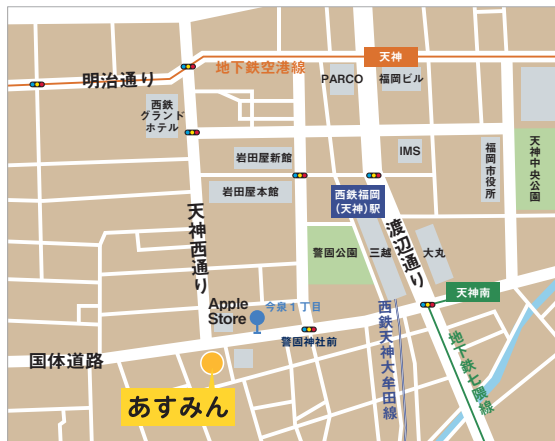 天神
地下鉄空港線
明治通り
PARCO
福岡ビル
西鉄
グランド
ホテル
IMS
福岡市役所
天神中央公園
岩田屋新館
岩田屋本館
西鉄福岡
（天神）駅
天神西通り
渡辺通り
警固公園
三越
大丸
天神南
Apple
Store
今泉１丁目
西鉄天神大牟田線
地下鉄七隈線
警固神社前
国体道路
あすみん